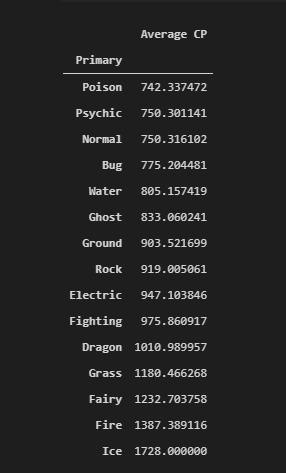 Average CP
Primary
Poison 742.337472
Psychic 750.301141
Normal 750.316102
Bug 775.204481
Water 805.157419
Ghost 833.060241
Ground 903.521699
Rock 919.005061
Electric 947.103846
Fighting 975.860917
Dragon 1010.989957
Grass 1180.466268
Fairy 1232.703758
Fire 1387.389116
Ice 1728.000000